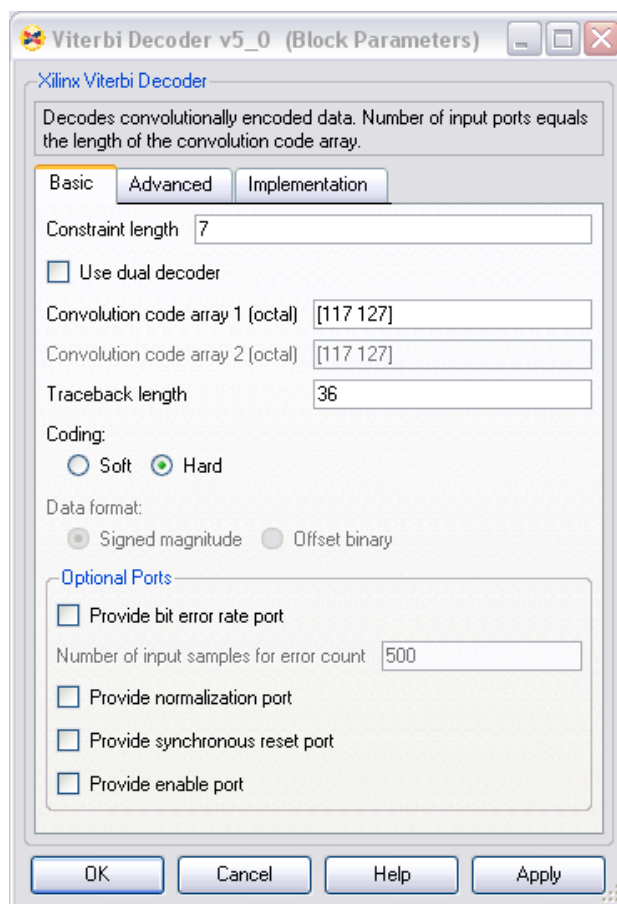 Viterbi Decoder v5_0 (Block Parameters)
Xilinx Viterbi Decoder
Decodes convolutionally encoded data. Number of input ports equals
the length of the convolution code array.
Basic Advanced Implementation
Constraint length 7
Use dual decoder
Convolution code array 1 (octal) [117 127]
Convolution code array 2 (octal) [117 127]
Traceback length 36
Coding:
Soft Hard
Data format:
Signed magnitude Offset binary
Optional Ports
Provide bit error rate port
Number of input samples for error count 500
Provide normalization port
Provide synchronous reset port
Provide enable port
OK Cancel Help Apply